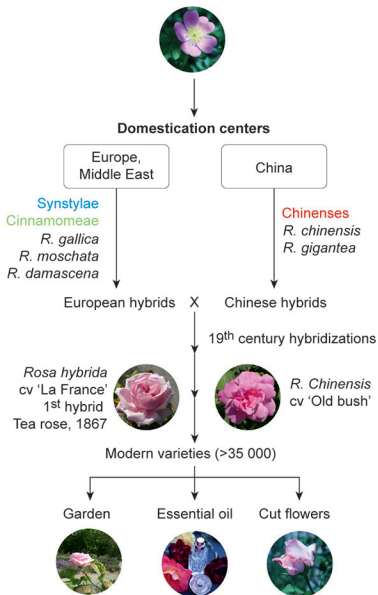 Domestication centers
Europe,
Middle East
China
Synstylae
Cinnamomeae
R. gallica
R. moschata
R. damascena
Chinenses
R. chinensis
R. gigantea
European hybrids X Chinese hybrids
19th century hybridizations
Rosa hybrida
cv ‘La France’
1st hybrid
Tea rose, 1867
R. Chinensis
cv ‘Old bush’
Modern varieties (>35 000)
Garden
Essential oil
Cut flowers